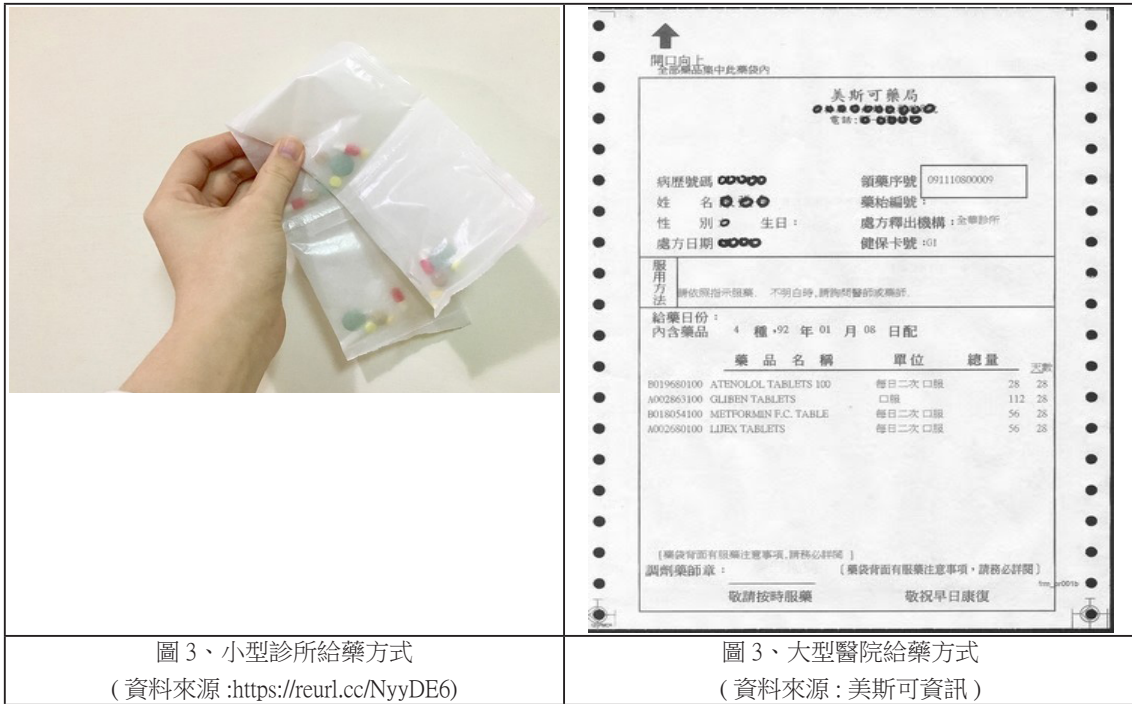 開口向上
全部藥品集中此藥袋內
美斯可藥局
電話:
病歷號碼 領藥序號 091110800009
姓 名 藥袋編號:
性 別 生日: 處方釋出機構:全華診所
處方日期 健保卡號:01
服用方法
請依照指示服藥. 不明白時,請詢問醫師或藥師.
給藥日份:
內含藥品 4 種,92 年 01 月 08 日配
藥 品 名 稱 單位 總量 天數
B019680100 ATENOLOL TABLETS 100 每日二次 口服 28 28
A002863100 GLIBEN TABLETS 口服 112 28
B018054100 METFORMIN F.C. TABLE 每日二次 口服 56 28
A002680100 LIJEX TABLETS 每日二次 口服 56 28
[藥袋背面有服藥注意事項,請務必詳閱 ]
調劑藥師章: [藥袋背面有服藥注意事項,請務必詳閱]
敬請按時服藥 敬祝早日康復
圖 3、小型診所給藥方式
( 資料來源 :https://reurl.cc/NyyDE6)
圖 3、大型醫院給藥方式
( 資料來源 : 美斯可資訊 )